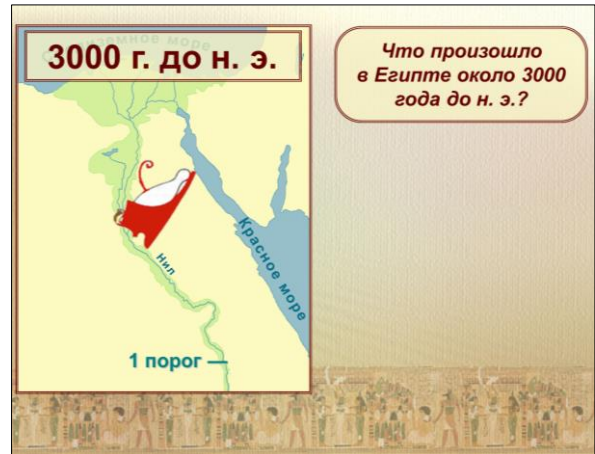 3000 г. до н. э.
Что произошло
в Египте около 3000
года до н. э.?
Нил
Красное море
1 порог